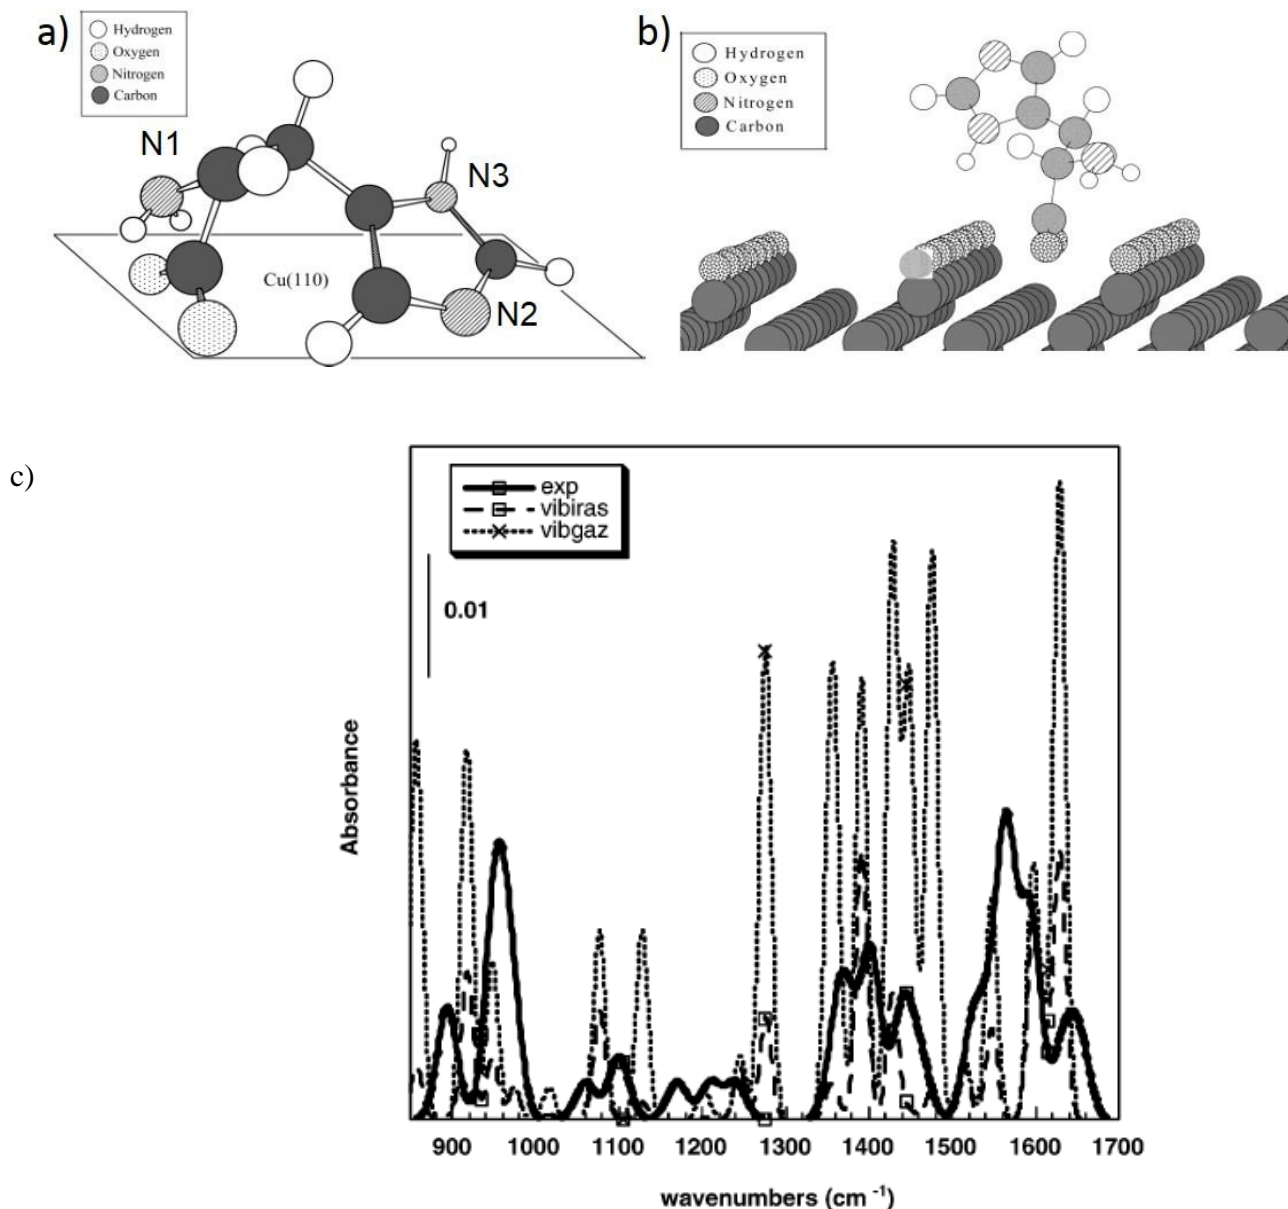 a)
Hydrogen
Oxygen
Nitrogen
Carbon
N1
N3
N2
Cu(110)
b)
Hydrogen
Oxygen
Nitrogen
Carbon
c)
exp
vibiras
vibgaz
0.01
Absorbance
900 1000 1100 1200 1300 1400 1500 1600 1700
wavenumbers (cm -1)